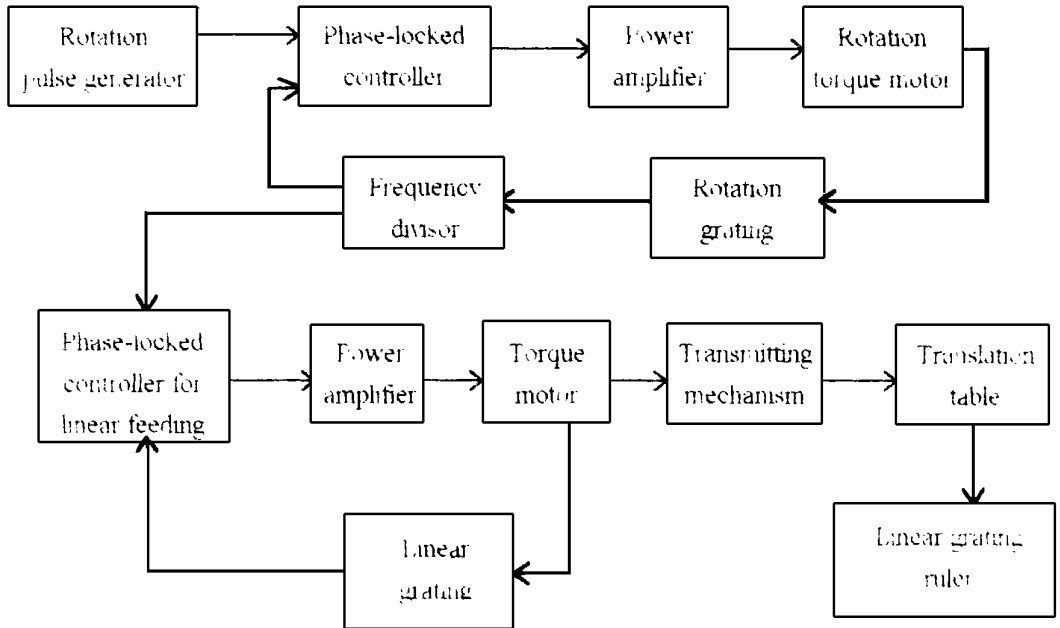 Rotation
pulse generator
Phase-locked
controller
Power
amplifier
Rotation
torque motor
Frequency
divisor
Rotation
grating
Phase-locked
controller for
linear feeding
Power
amplifier
Torque
motor
Transmitting
mechanism
Translation
table
Linear
grating
Linear grating
ruler